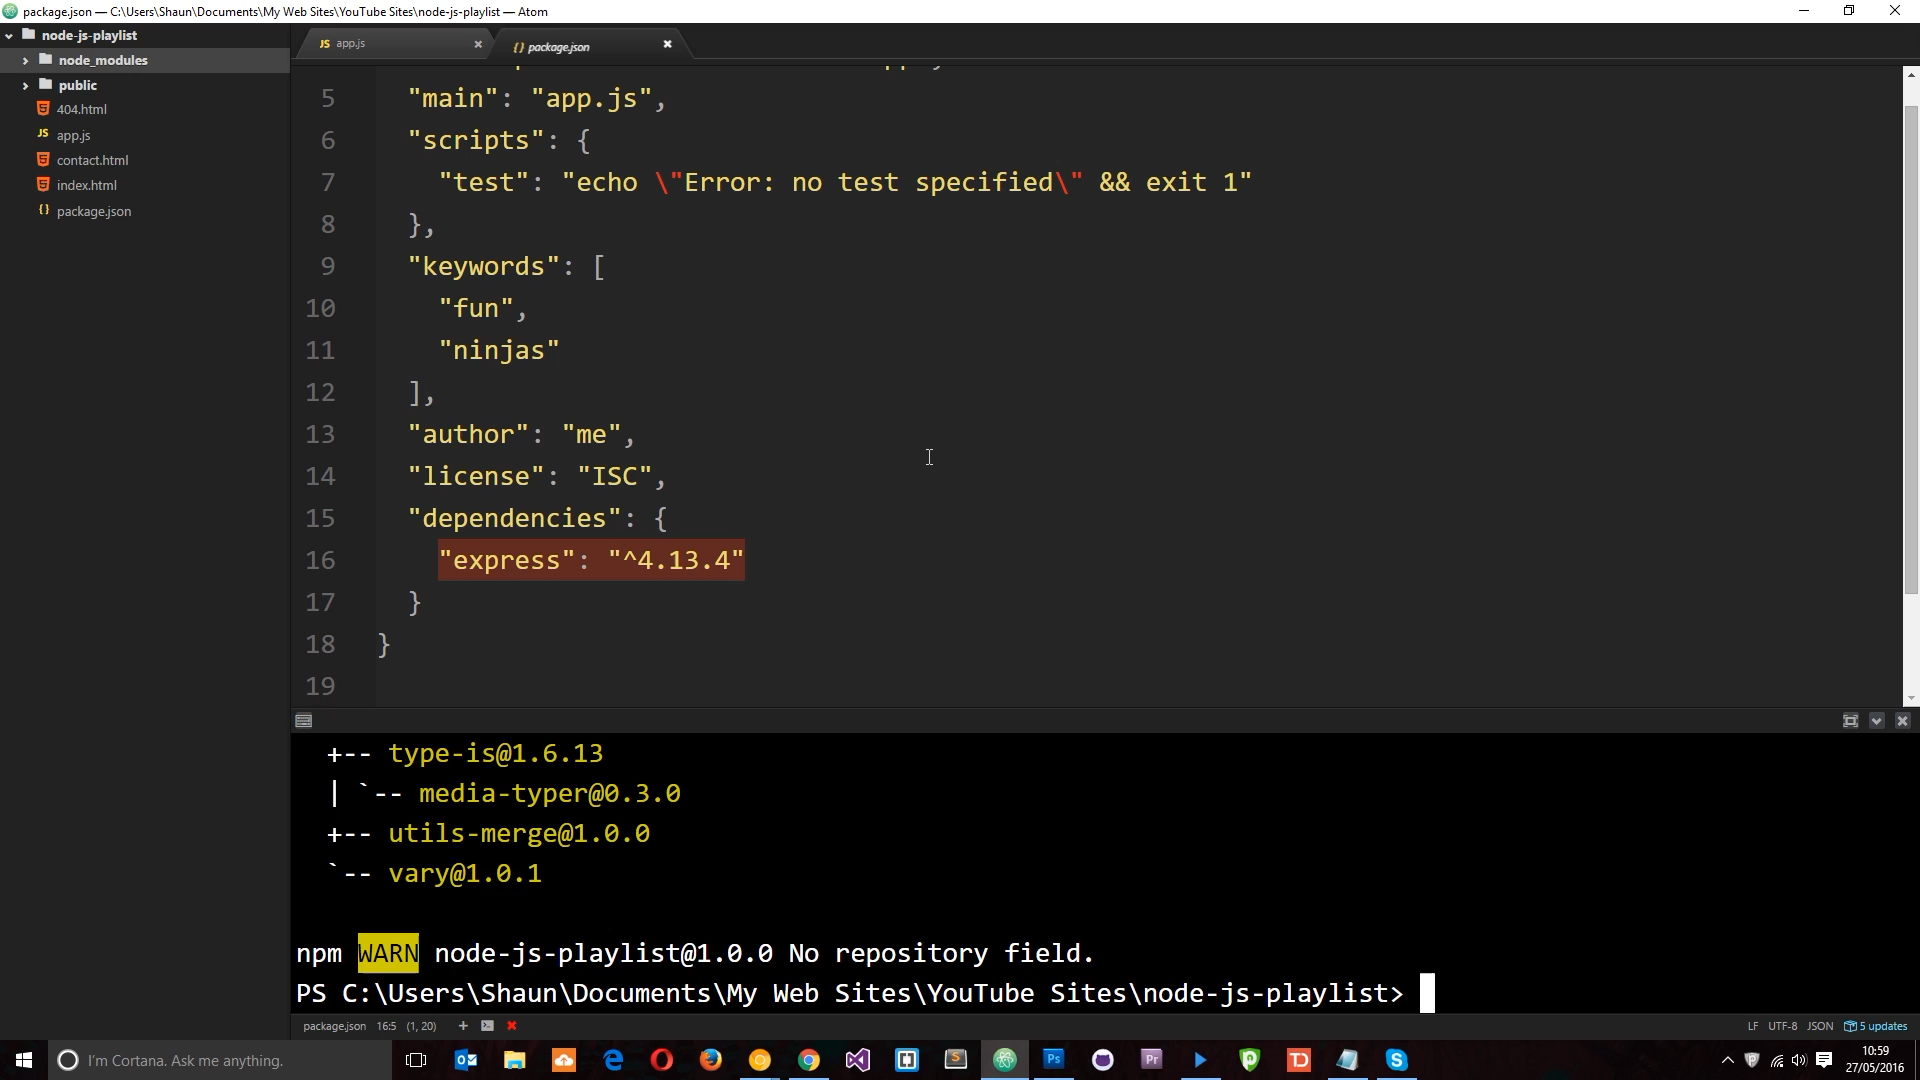 package.json — C:\Users\Shaun\Documents\My Web Sites\YouTube Sites\node-js-playlist — Atom
node-js-playlist
node_modules
public
404.html
JS app.js
contact.html
index.html
{} package.json
JS app.js
{} package.json
5 "main": "app.js",
6 "scripts": {
7 "test": "echo \"Error: no test specified\" && exit 1"
8 },
9 "keywords": [
10 "fun",
11 "ninjas"
12 ],
13 "author": "me",
14 "license": "ISC",
15 "dependencies": {
16 "express": "^4.13.4"
17 }
18 }
19
+-- type-is@1.6.13
| `-- media-typer@0.3.0
+-- utils-merge@1.0.0
`-- vary@1.0.1
npm WARN node-js-playlist@1.0.0 No repository field.
PS C:\Users\Shaun\Documents\My Web Sites\YouTube Sites\node-js-playlist>
package.json 16:5 (1, 20)
LF UTF-8 JSON 5 updates
I'm Cortana. Ask me anything.
Ps
Pr
TD
10:59
27/05/2016